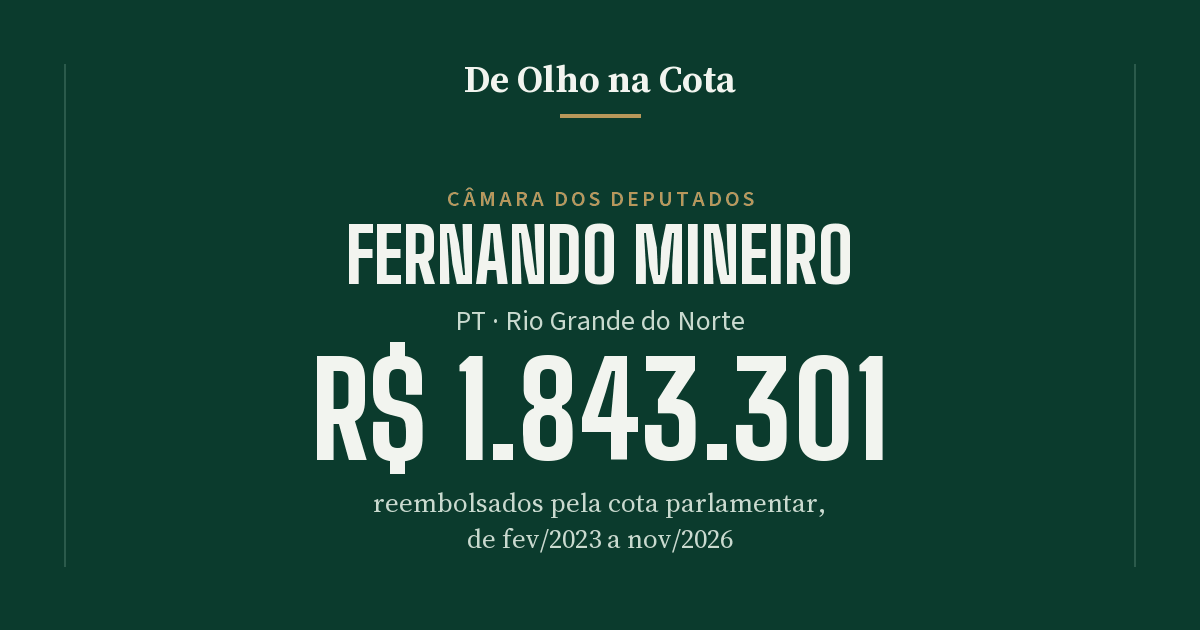 De Olho na Cota
CÂMARA DOS DEPUTADOS
FERNANDO MINEIRO
PT · Rio Grande do Norte
R$ 1.843.301
reembolsados pela cota parlamentar,
de fev/2023 a nov/2026